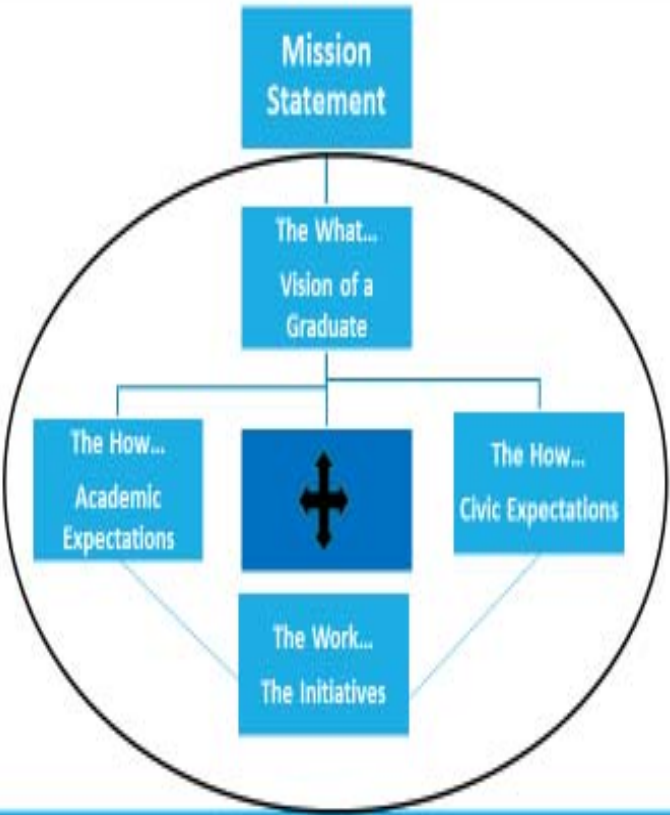 Mission
Statement
The What...
Vision of a
Graduate
The How...
Academic
Expectations
The How...
Civic Expectations
The Work...
The Initiatives